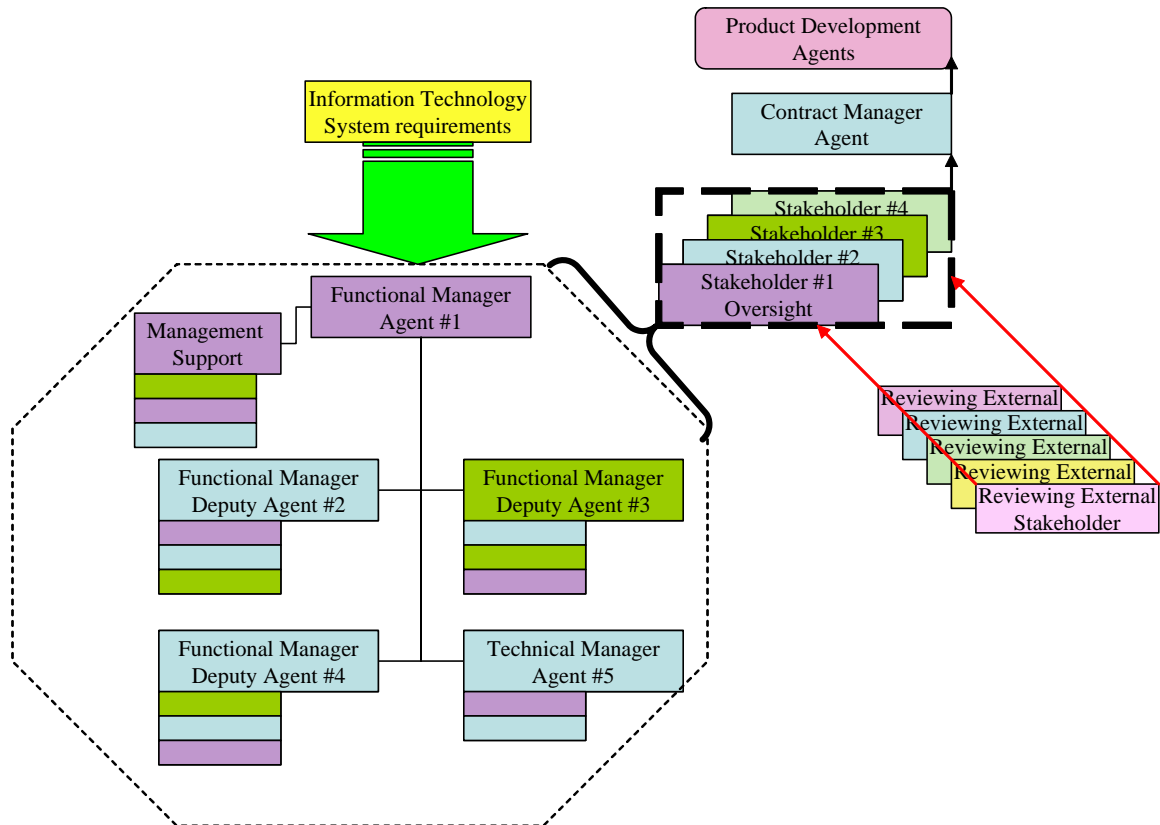 Product Development
Agents
Information Technology
System requirements
Contract Manager
Agent
Stakeholder #4
Stakeholder #3
Stakeholder #2
Stakeholder #1
Oversight
Functional Manager
Agent #1
Management
Support
Reviewing External
Reviewing External
Reviewing External
Reviewing External
Reviewing External
Stakeholder
Functional Manager
Deputy Agent #2
Functional Manager
Deputy Agent #3
Functional Manager
Deputy Agent #4
Technical Manager
Agent #5